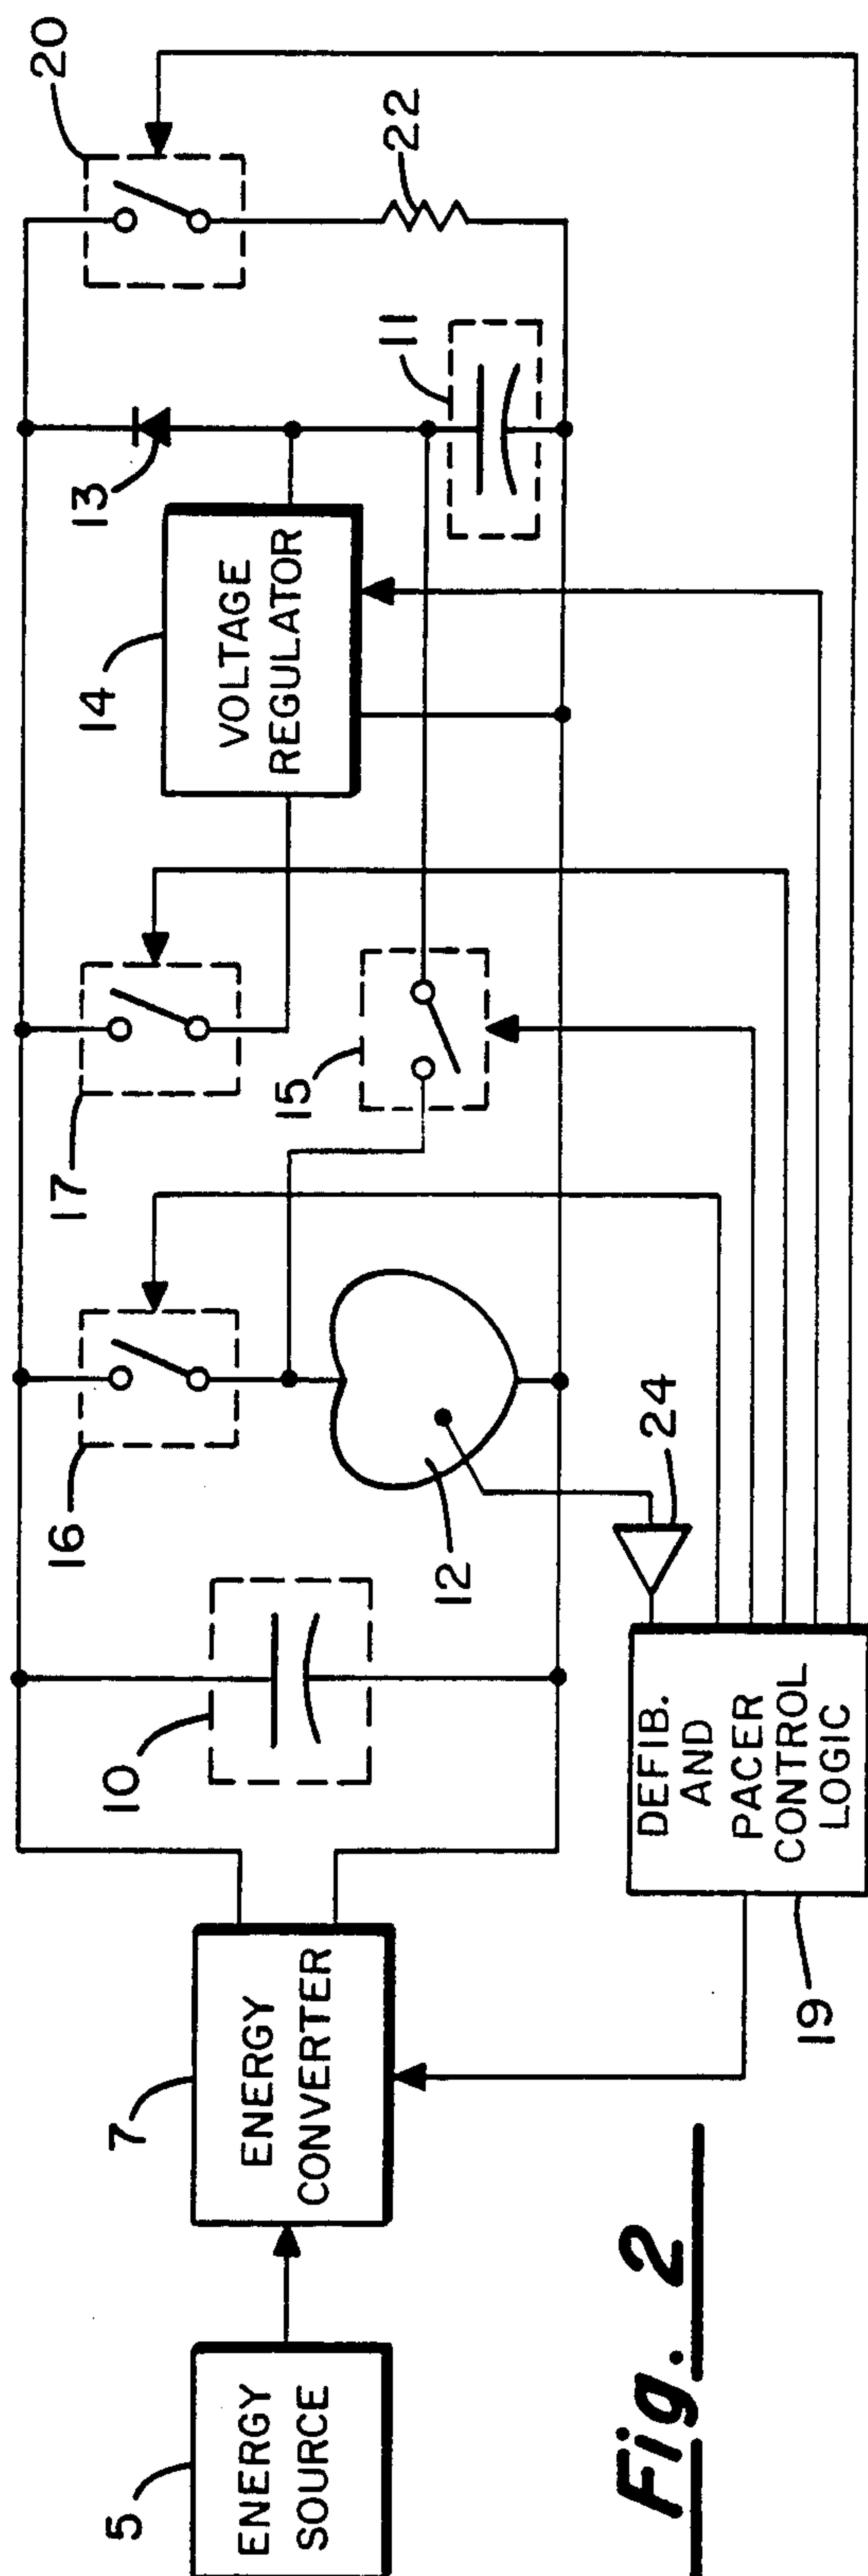 5
ENERGY
SOURCE
7
ENERGY
CONVERTER
10
16
12
17
15
14
VOLTAGE
REGULATOR
13
11
20
22
24
DEFIB.
AND
PACER
CONTROL
LOGIC
19
Fig. 2